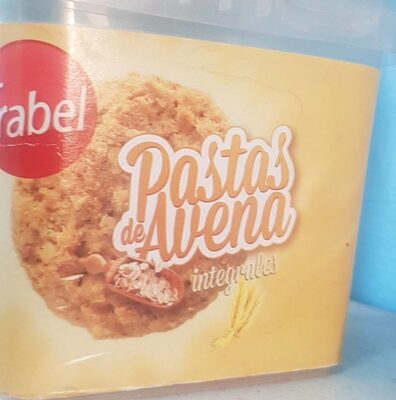 rabel
Pastas
de Avena
integrales